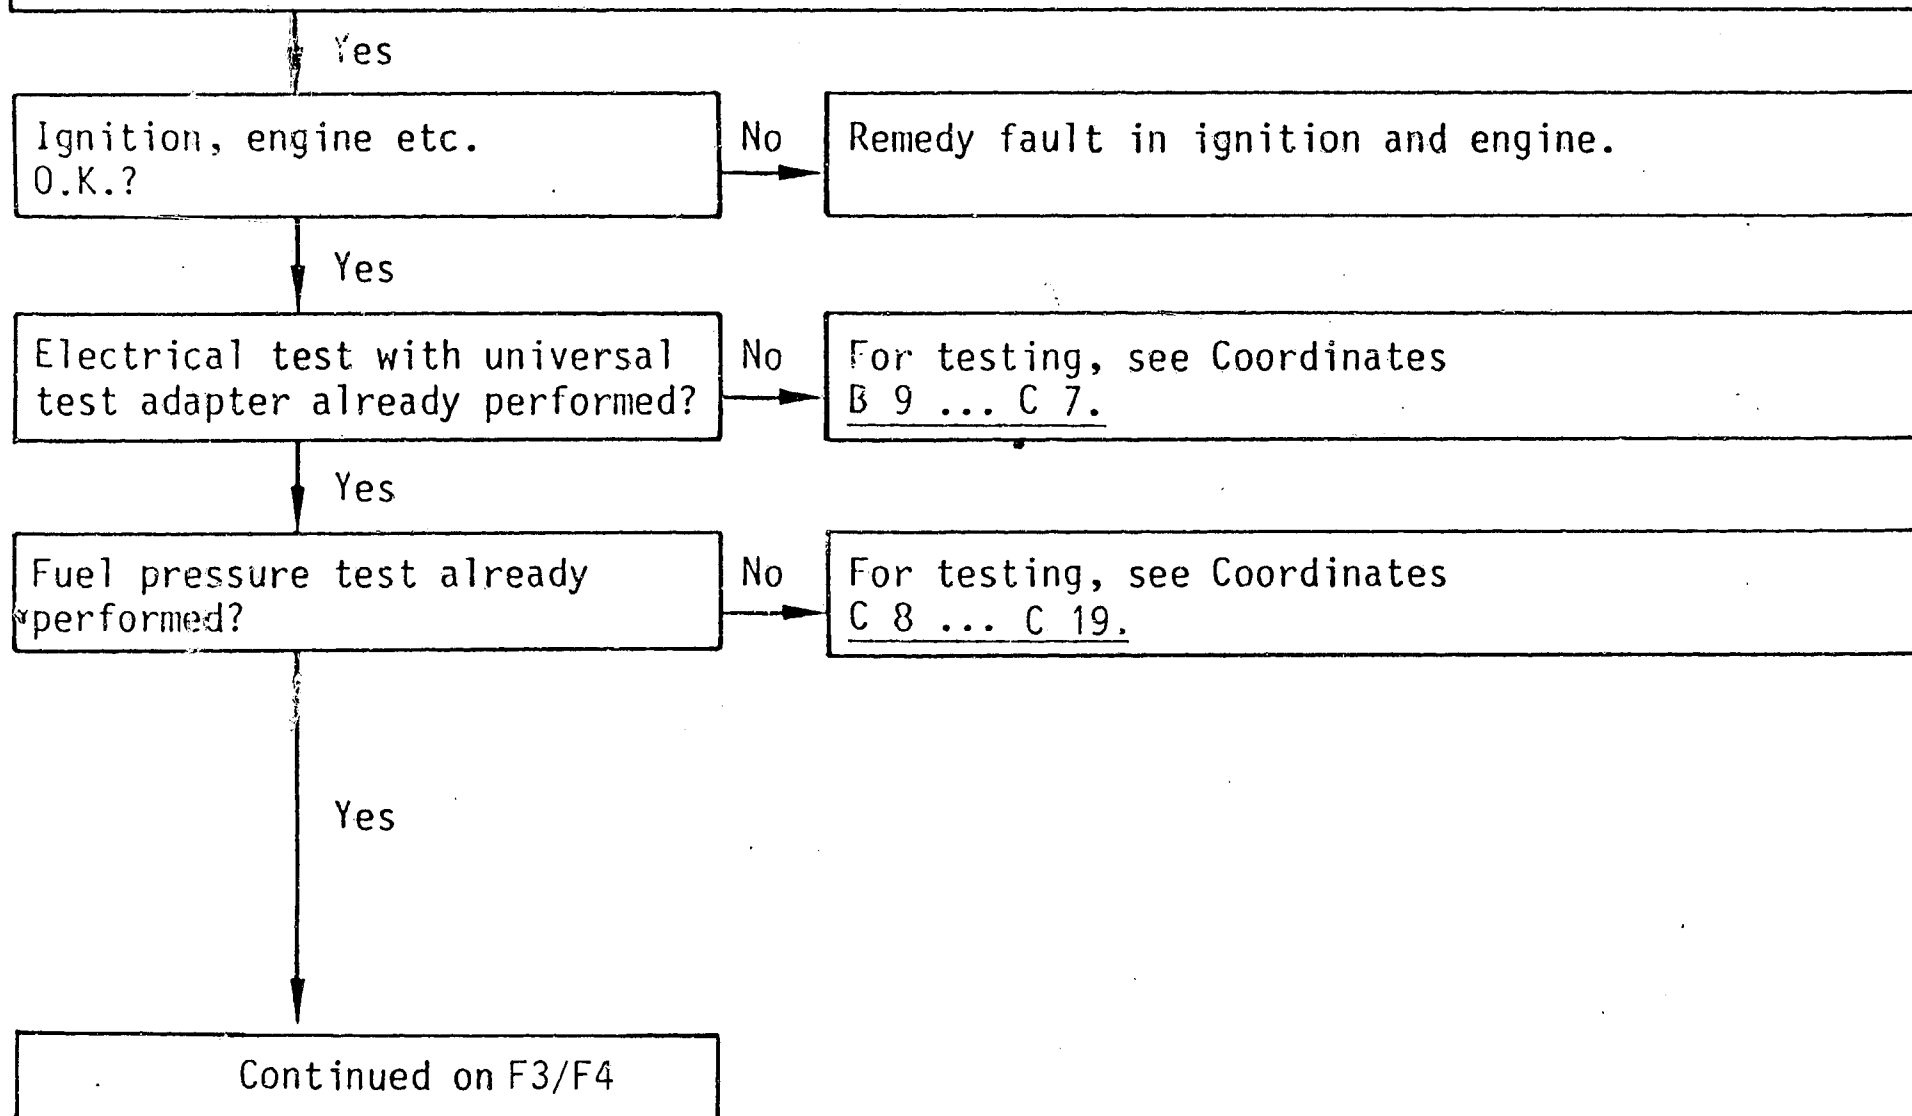 Yes
Ignition, engine etc.
O.K.?
No
Remedy fault in ignition and engine.
Yes
Electrical test with universal
test adapter already performed?
No
For testing, see Coordinates
B 9 ... C 7.
Yes
Fuel pressure test already
performed?
No
For testing, see Coordinates
C 8 ... C 19.
Yes
Continued on F3/F4